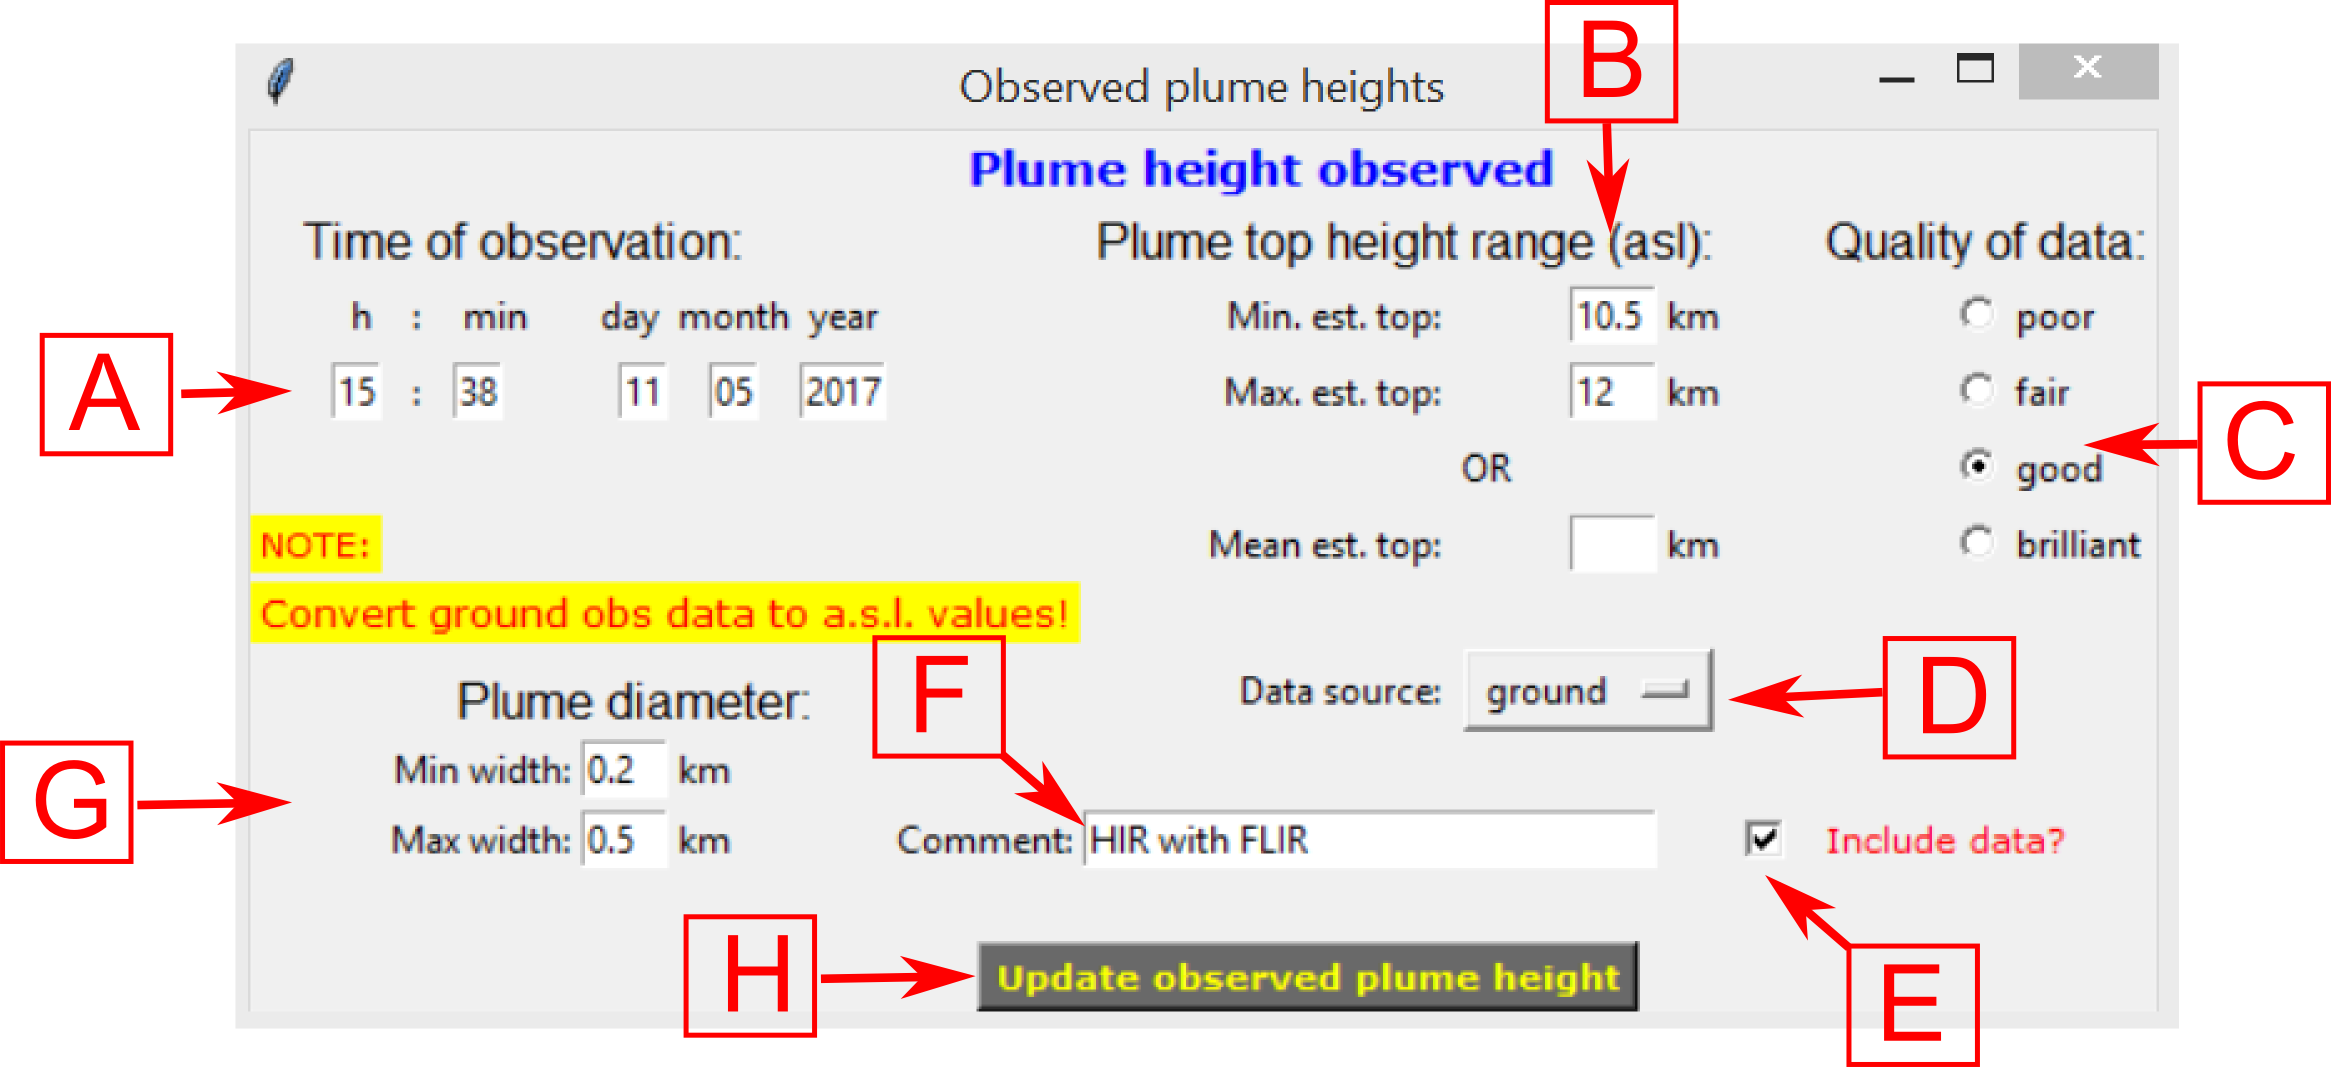 B
Observed plume heights
Plume height observed
Time of observation: Plume top height range (asl): Quality of data:
h : min day month year Min. est. top: 10.5 km poor
A 15 : 38 11 05 2017 Max. est. top: 12 km fair
OR good C
NOTE: Mean est. top: km brilliant
Convert ground obs data to a.s.l. values!
Plume diameter: F Data source: ground D
G Min width: 0.2 km
Max width: 0.5 km Comment: HIR with FLIR Include data?
H Update observed plume height E